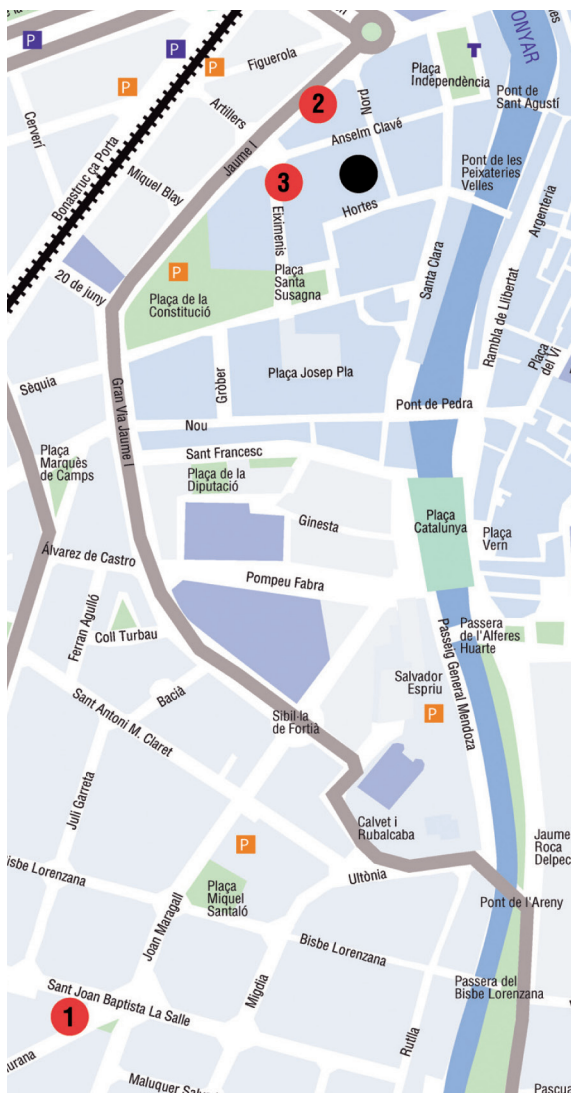 P
P
P
P
ONYAR
T
Figuerola
Plaça
Independència
Pont de
Sant Agustí
2
Nord
Artillers
Cerverí
Anselm Clavé
Jaume I
Bonastruc ça Porta
Miquel Blay
3
Pont de les
Peixateries
Velles
Hortes
Eiximenis
Argenteria
Santa Clara
20 de juny
P
Plaça de la
Constitució
Plaça
Santa
Susagna
Rambla de Llibertat
Plaça
del Vi
Sèquia
Gròber
Plaça Josep Pla
Pont de Pedra
Gran Via Jaume I
Nou
Sant Francesc
Plaça
Marquès
de Camps
Plaça de la
Diputació
Ginesta
Plaça
Catalunya
Plaça
Vern
Álvarez de Castro
Pompeu Fabra
Ferran Agulló
Coll Turbau
Passera
de l'Alferes
Huarte
Passeig General Mendoza
Salvador
Espriu
P
Bacià
Sant Antoni M. Claret
Sibil·la
de Fortià
Juli Garreta
Calvet i
Rubalcaba
P
Jaume
Roca
Delpec
Ultònia
Bisbe Lorenzana
Plaça
Miquel
Santaló
Joan Maragall
Pont de l'Areny
Bisbe Lorenzana
Migdia
Passera del
Bisbe Lorenzana
Sant Joan Baptista La Salle
1
Rutlla
urana
Maluquer Salv
Pascua